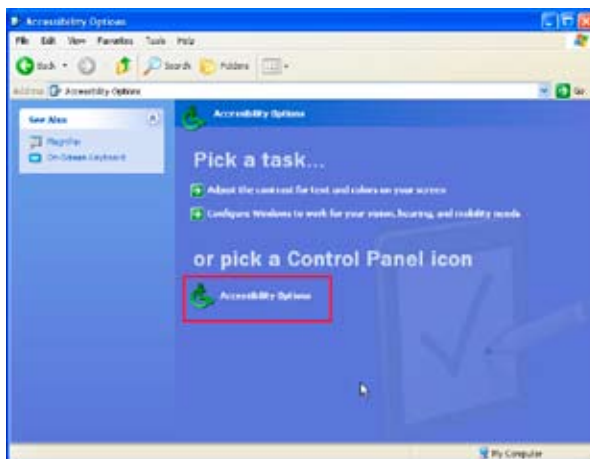 Accessibility Options
File Edit View Favorites Tools Help
Back Search Folders
Address Accessibility Options Go
See Also
Magnifier
On-Screen Keyboard
Accessibility Options
Pick a task...
Adjust the contrast for text and colors on your screen
Configure Windows to work for your vision, hearing, and mobility needs
or pick a Control Panel icon
Accessibility Options
My Computer